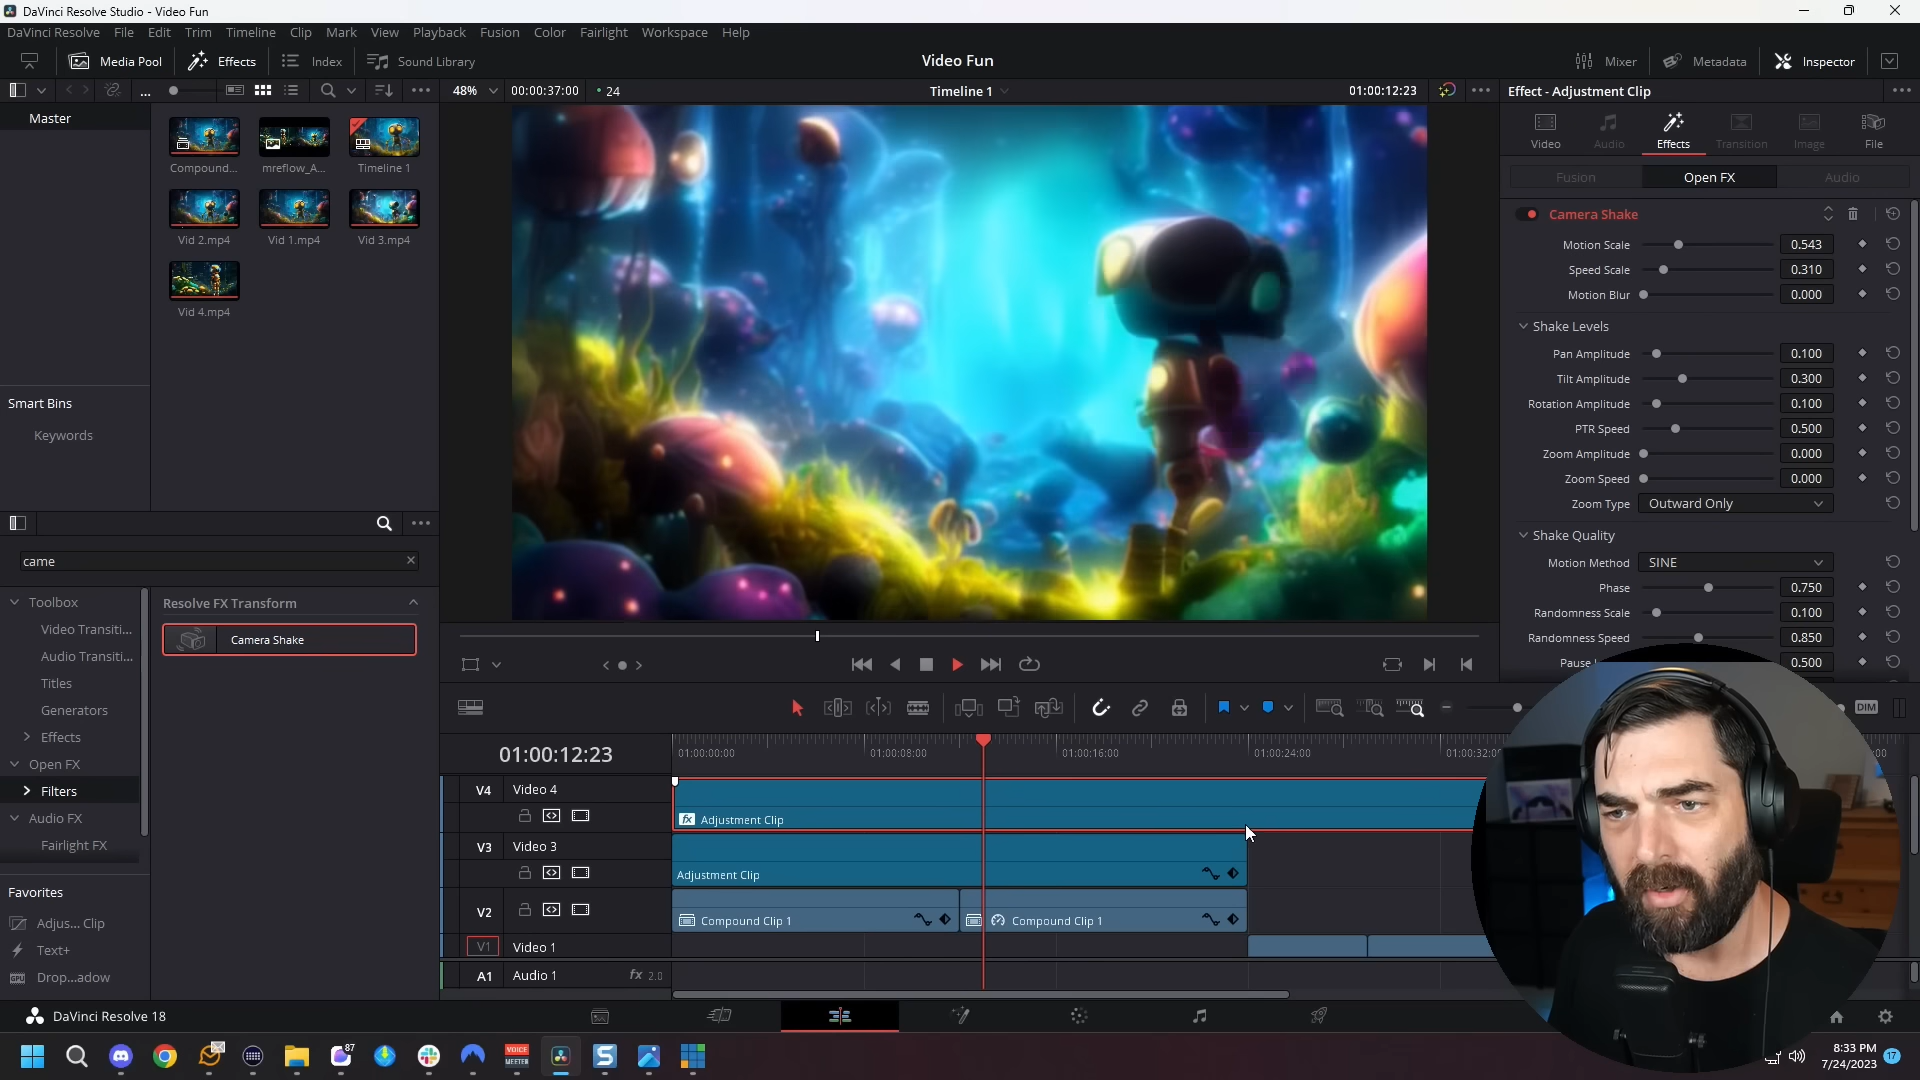 DaVinci Resolve Studio - Video Fun
DaVinci Resolve File Edit Trim Timeline Clip Mark View Playback Fusion Color Fairlight Workspace Help
Media Pool Effects Index Sound Library Video Fun Mixer Metadata Inspector
... 48% 00:00:37:00 24 Timeline 1 01:00:12:23 Effect - Adjustment Clip
Master
Compound... mreflow_A... Timeline 1
Vid 2.mp4 Vid 1.mp4 Vid 3.mp4
Vid 4.mp4
Smart Bins
Keywords
Video Audio Effects Transition Image File
Fusion Open FX Audio
Camera Shake
Motion Scale 0.543
Speed Scale 0.310
Motion Blur 0.000
Shake Levels
Pan Amplitude 0.100
Tilt Amplitude 0.300
Rotation Amplitude 0.100
PTR Speed 0.500
Zoom Amplitude 0.000
Zoom Speed 0.000
Zoom Type Outward Only
Shake Quality
Motion Method SINE
Phase 0.750
Randomness Scale 0.100
Randomness Speed 0.850
0.500
came
Toolbox
Video Transiti...
Audio Transiti...
Titles
Generators
Effects
Open FX
Filters
Audio FX
Fairlight FX
Resolve FX Transform
Camera Shake
Favorites
Adjus... Clip
Text+
Drop...adow
DIM
01:00:12:23 01:00:00:00 01:00:08:00 01:00:16:00 01:00:24:00 01:00:32:0
V4 Video 4
fx Adjustment Clip
V3 Video 3
Adjustment Clip
V2 Compound Clip 1 Compound Clip 1
V1 Video 1
A1 Audio 1 fx 2.0
DaVinci Resolve 18
87
VOICE
MEETER
8:33 PM
7/24/2023
17